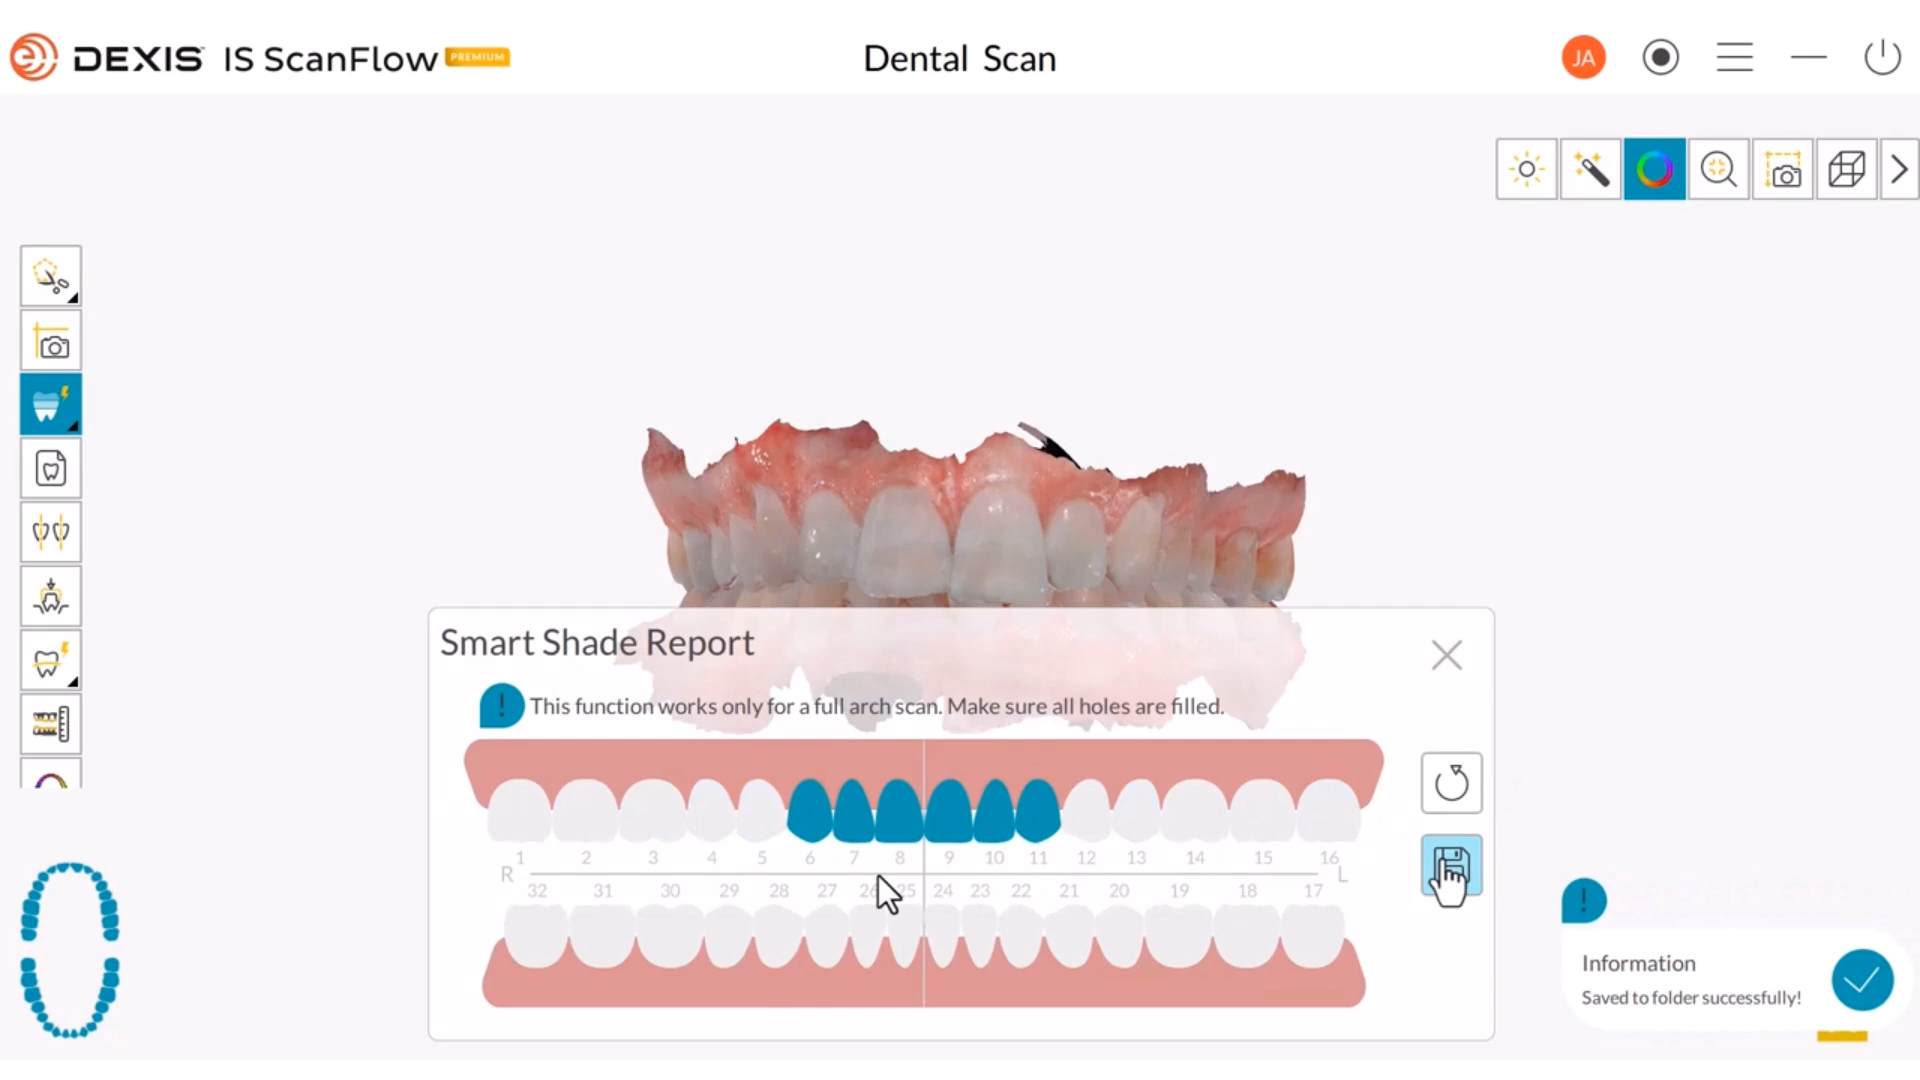 DEXIS IS ScanFlow PREMIUM
Dental Scan
JA
Smart Shade Report
This function works only for a full arch scan. Make sure all holes are filled.
1 2 3 4 5 6 7 8 9 10 11 12 13 14 15 16
R L
32 31 30 29 28 27 26 25 24 23 22 21 20 19 18 17
Information
Saved to folder successfully!